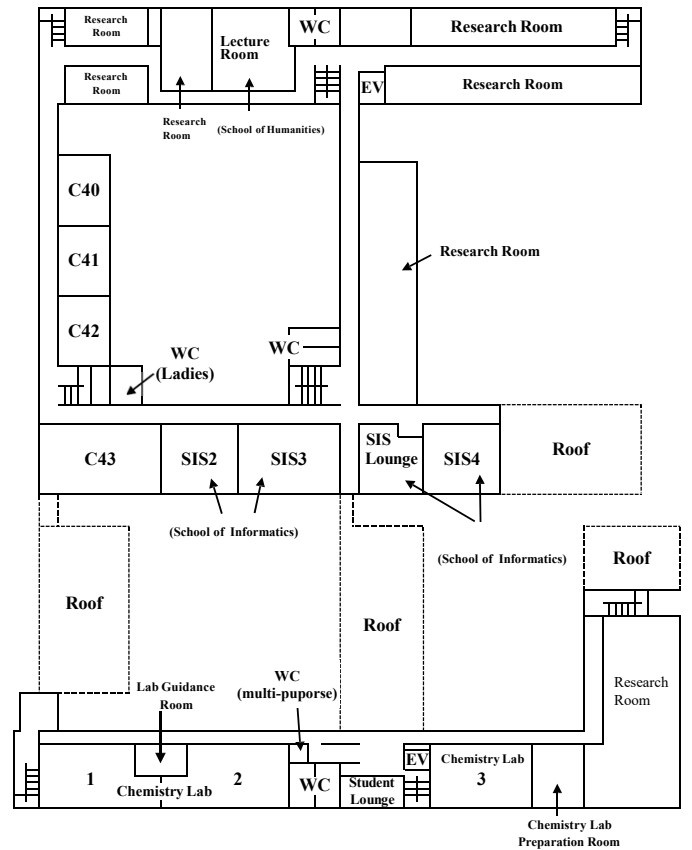 Research
Room
Lecture
Room
WC
Research Room
Research
Room
EV
Research Room
Research
Room
(School of Humanities)
C40
C41
Research Room
C42
WC
WC
(Ladies)
C43
SIS2
SIS3
SIS
Lounge
SIS4
Roof
(School of Informatics)
(School of Informatics)
Roof
Roof
Roof
Research
Room
Lab Guidance
Room
WC
(multi-puporse)
1
Chemistry Lab
2
WC
Student
Lounge
EV
Chemistry Lab
3
Chemistry Lab
Preparation Room